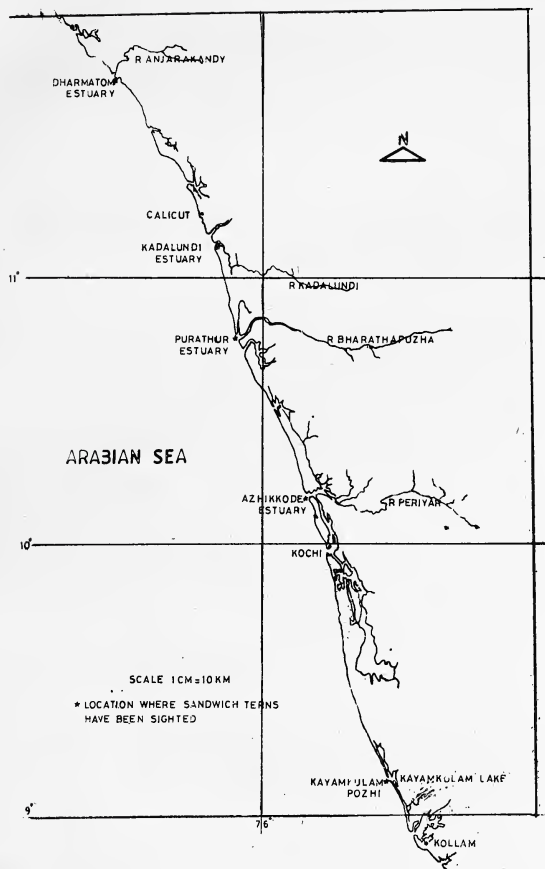 R ANJARAKANDY
DHARMATOM
ESTUARY
N
CALICUT
KADALUNDI
ESTUARY
11°
R KADALUNDI
PURATHUR
ESTUARY
R BHARATHAPUZHA
ARABIAN SEA
AZHIKKODE
ESTUARY
R PERIYAR
10°
KOCHI
SCALE 1CM=10KM
* LOCATION WHERE SANDWICH TERNS
HAVE BEEN SIGHTED
KAYAMKULAM
POZHI
KAYAMKULAM LAKE
9°
76°
KOLLAM